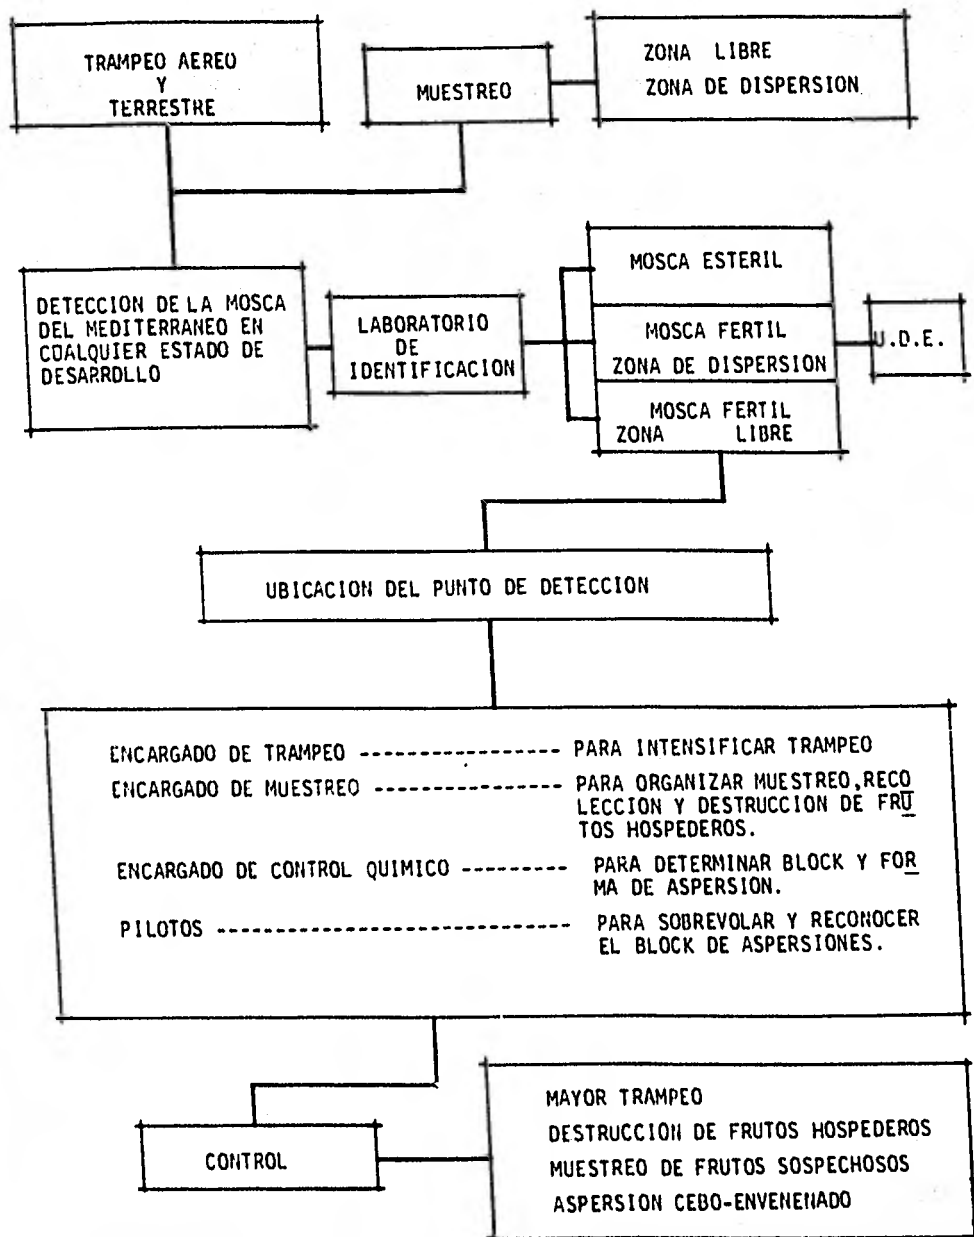 TRAMPEO AEREO
Y
TERRESTRE
MUESTREO
ZONA LIBRE
ZONA DE DISPERSION
DETECCION DE LA MOSCA
DEL MEDITERRANEO EN
CUALQUIER ESTADO DE
DESARROLLO
LABORATORIO
DE
IDENTIFICACION
MOSCA ESTERIL
MOSCA FERTIL
ZONA DE DISPERSION
MOSCA FERTIL
ZONA LIBRE
U.D.E.
UBICACION DEL PUNTO DE DETECCION
ENCARGADO DE TRAMPEO ---------------- PARA INTENSIFICAR TRAMPEO
ENCARGADO DE MUESTREO --------------- PARA ORGANIZAR MUESTREO,RECO
LECCION Y DESTRUCCION DE FRU
TOS HOSPEDEROS.
ENCARGADO DE CONTROL QUIMICO --------- PARA DETERMINAR BLOCK Y FOR
MA DE ASPERSION.
PILOTOS ---------------------------- PARA SOBREVOLAR Y RECONOCER
EL BLOCK DE ASPERSIONES.
CONTROL
MAYOR TRAMPEO
DESTRUCCION DE FRUTOS HOSPEDEROS
MUESTREO DE FRUTOS SOSPECHOSOS
ASPERSION CEBO-ENVENENADO